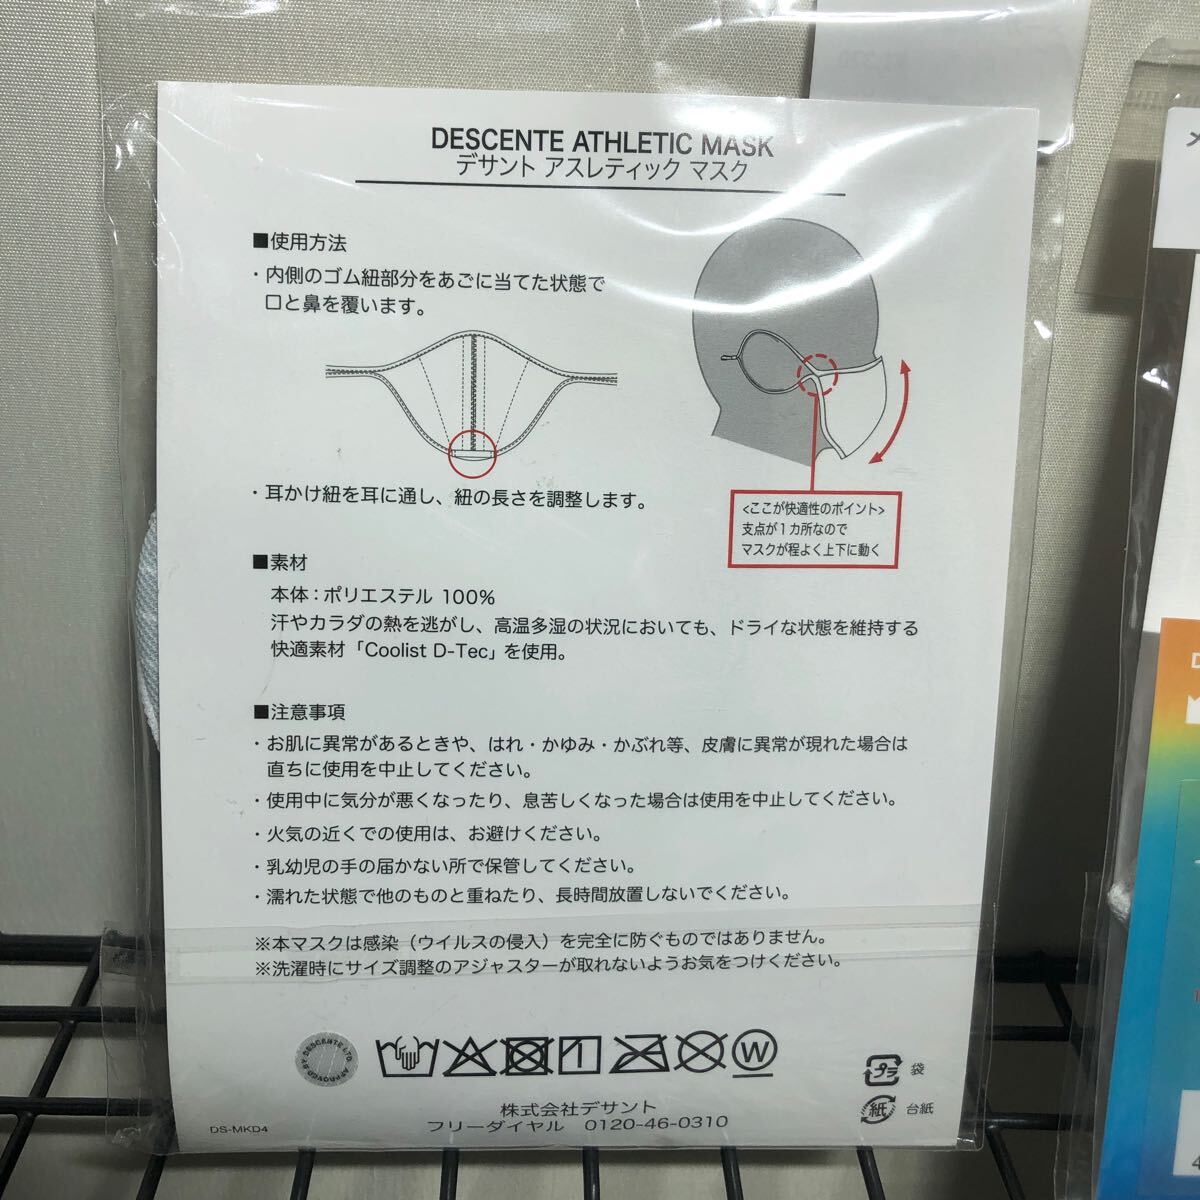 DESCENTE ATHLETIC MASK
デサント アスレティック マスク
■使用方法
・内側のゴム紐部分をあごに当てた状態で
口と鼻を覆います。
・耳かけ紐を耳に通し、紐の長さを調整します。
<ここが快適性のポイント>
支点が1カ所なので
マスクが程よく上下に動く
■素材
本体:ポリエステル 100%
汗やカラダの熱を逃がし、高温多湿の状況においても、ドライな状態を維持する
快適素材「Coolist D-Tec」を使用。
■注意事項
・お肌に異常があるときや、はれ・かゆみ・かぶれ等、皮膚に異常が現れた場合は
直ちに使用を中止してください。
・使用中に気分が悪くなったり、息苦しくなった場合は使用を中止してください。
・火気の近くでの使用は、お避けください。
・乳幼児の手の届かない所で保管してください。
・濡れた状態で他のものと重ねたり、長時間放置しないでください。
※本マスクは感染(ウイルスの侵入)を完全に防ぐものではありません。
※洗濯時にサイズ調整のアジャスターが取れないようお気をつけください。
APPROVED BY DESCENTE LTD.
W
プラ 袋
紙 台紙
株式会社デサント
フリーダイヤル 0120-46-0310
DS-MKD4